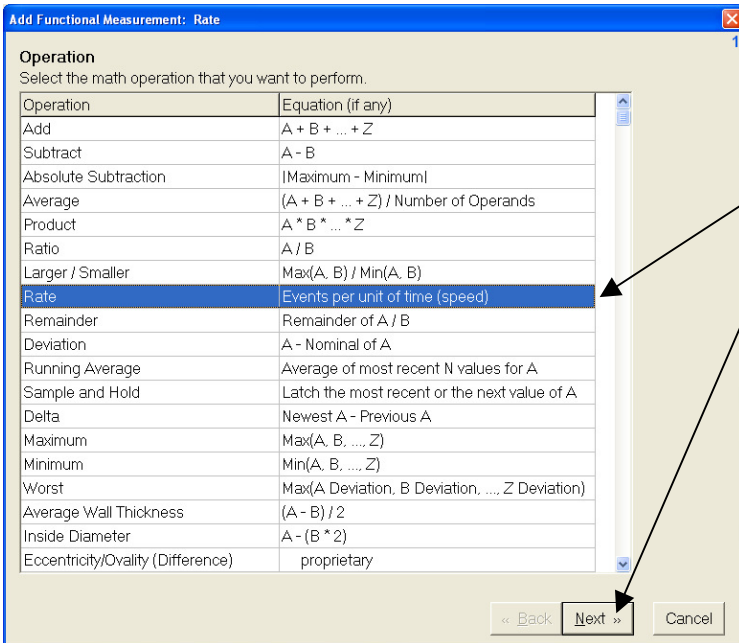 Add Functional Measurement: Rate
1
Operation
Select the math operation that you want to perform.
Operation Equation (if any)
Add A + B + ... + Z
Subtract A - B
Absolute Subtraction |Maximum - Minimum|
Average (A + B + ... + Z) / Number of Operands
Product A * B * ... * Z
Ratio A / B
Larger / Smaller Max(A, B) / Min(A, B)
Rate Events per unit of time (speed)
Remainder Remainder of A / B
Deviation A - Nominal of A
Running Average Average of most recent N values for A
Sample and Hold Latch the most recent or the next value of A
Delta Newest A - Previous A
Maximum Max(A, B, ..., Z)
Minimum Min(A, B, ..., Z)
Worst Max(A Deviation, B Deviation, ..., Z Deviation)
Average Wall Thickness (A - B) / 2
Inside Diameter A - (B * 2)
Eccentricity/Ovality (Difference) proprietary
« Back Next » Cancel